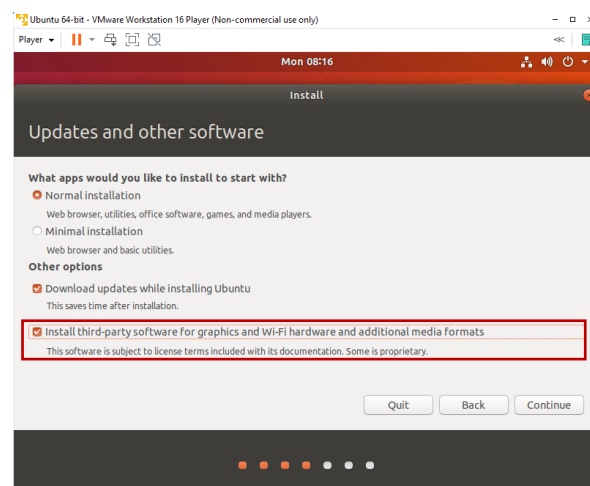 Ubuntu 64-bit - VMware Workstation 16 Player (Non-commercial use only)
Player
Mon 08:16
Install
Updates and other software
What apps would you like to install to start with?
Normal installation
Web browser, utilities, office software, games, and media players.
Minimal installation
Web browser and basic utilities.
Other options
Download updates while installing Ubuntu
This saves time after installation.
Install third-party software for graphics and Wi-Fi hardware and additional media formats
This software is subject to license terms included with its documentation. Some is proprietary.
Quit Back Continue